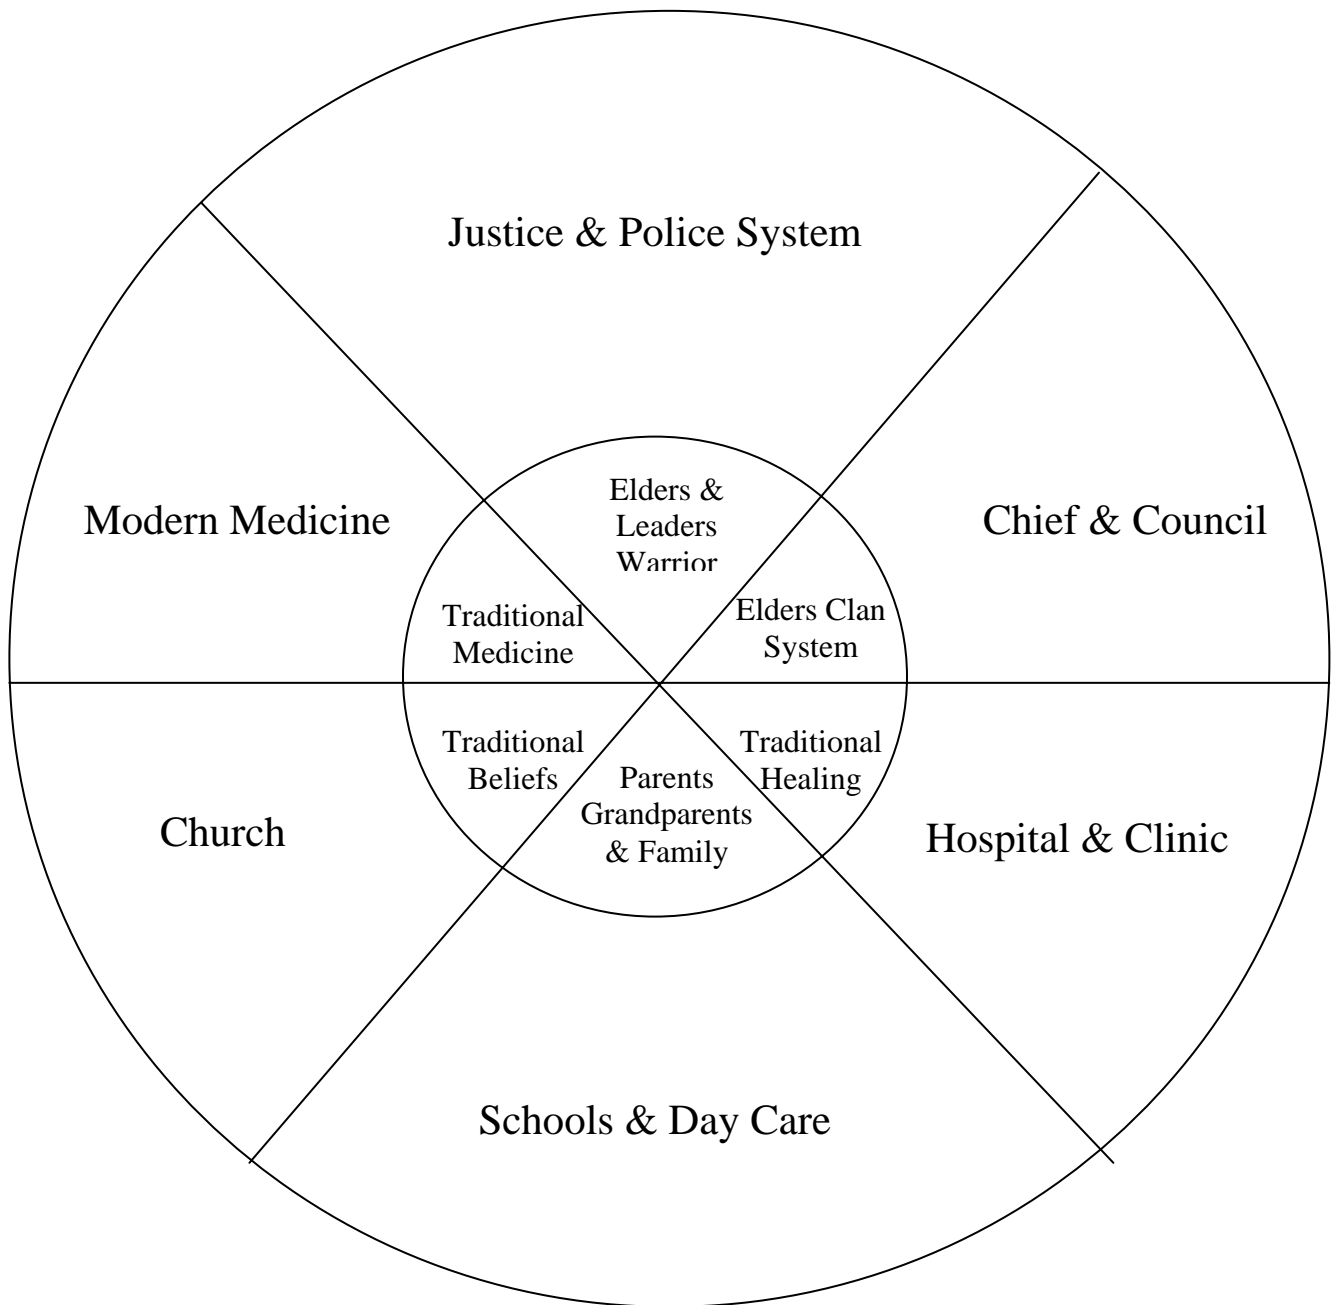 Justice & Police System
Modern Medicine
Chief & Council
Elders &
Leaders
Warrior
Traditional
Medicine
Elders Clan
System
Traditional
Beliefs
Parents
Grandparents
& Family
Traditional
Healing
Church
Hospital & Clinic
Schools & Day Care